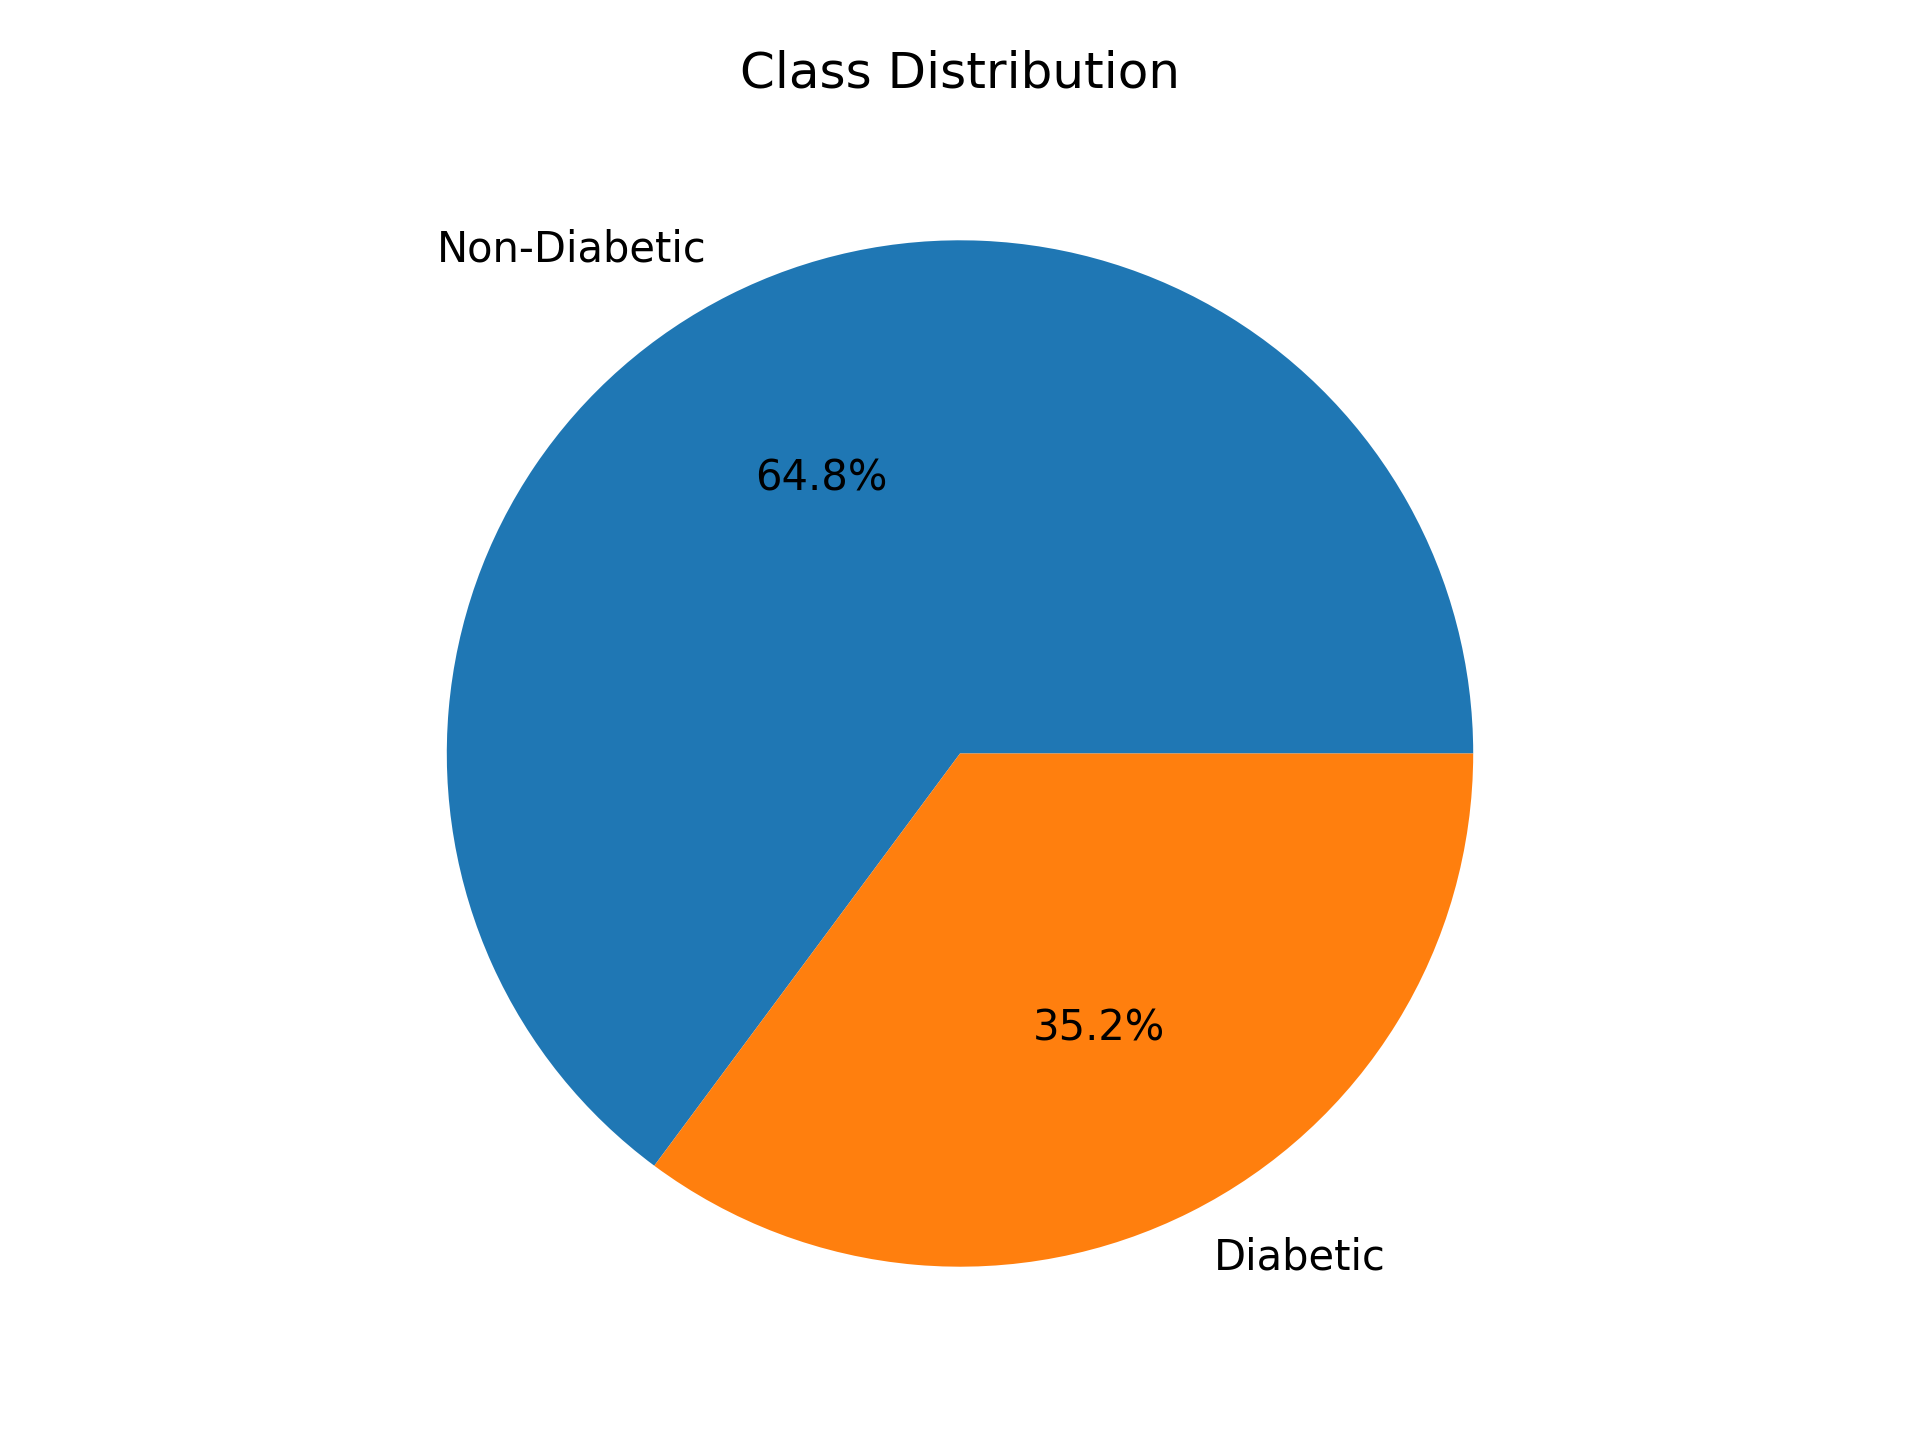 Class Distribution
Non-Diabetic
64.8%
35.2%
Diabetic